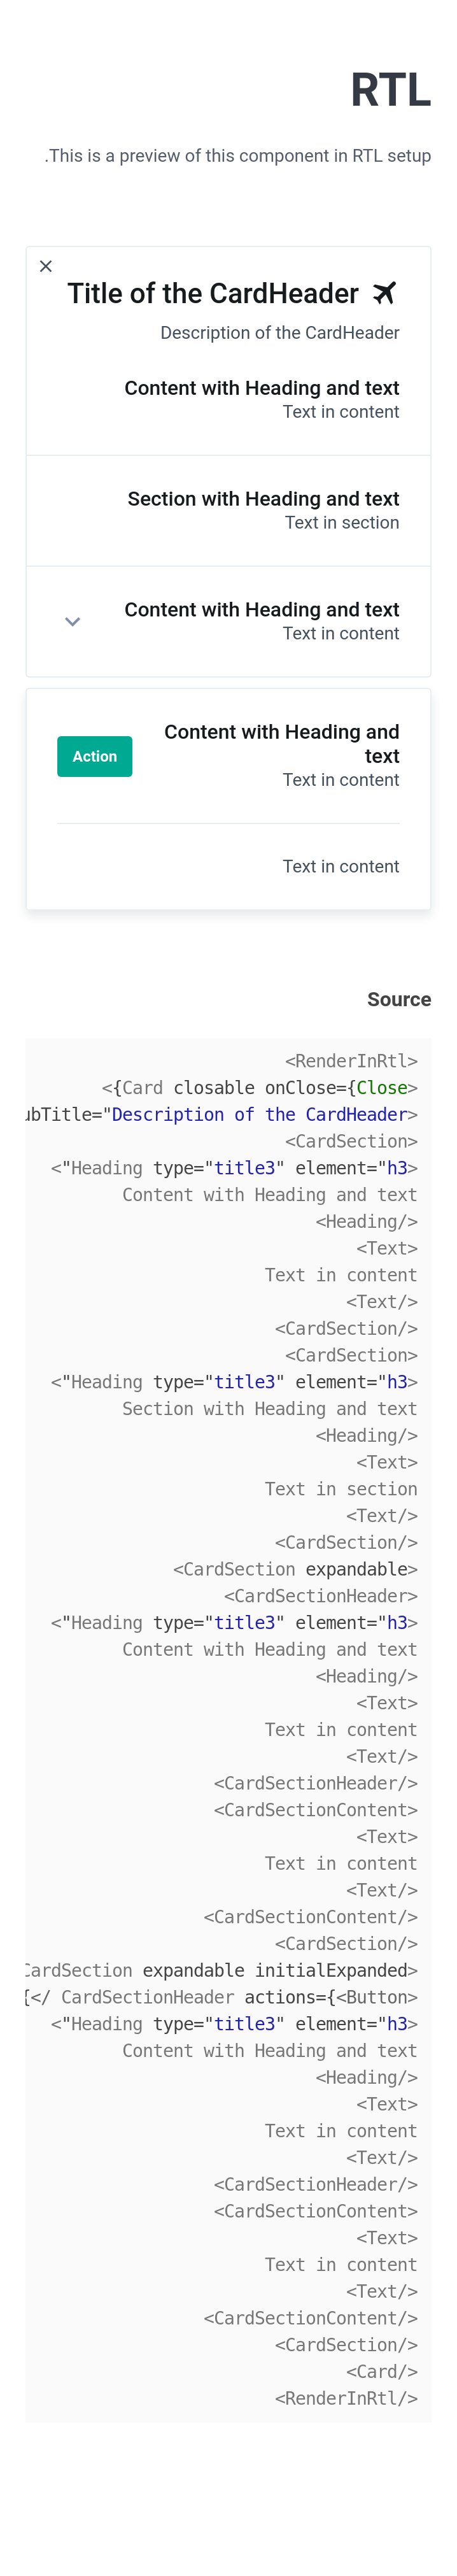 RTL
.This is a preview of this component in RTL setup
Title of the CardHeader
Description of the CardHeader
Content with Heading and text
Text in content
Section with Heading and text
Text in section
Content with Heading and text
Text in content
Action
Content with Heading and
text
Text in content
Text in content
Source
<RenderInRtl>
<{Card closable onClose={Close>
ubTitle="Description of the CardHeader>
<CardSection>
<"Heading type="title3" element="h3>
Content with Heading and text
<Heading/>
<Text>
Text in content
<Text/>
<CardSection/>
<CardSection>
<"Heading type="title3" element="h3>
Section with Heading and text
<Heading/>
<Text>
Text in section
<Text/>
<CardSection/>
<CardSection expandable>
<CardSectionHeader>
<"Heading type="title3" element="h3>
Content with Heading and text
<Heading/>
<Text>
Text in content
<Text/>
<CardSectionHeader/>
<CardSectionContent>
<Text>
Text in content
<Text/>
<CardSectionContent/>
<CardSection/>
CardSection expandable initialExpanded>
{</ CardSectionHeader actions={<Button>
<"Heading type="title3" element="h3>
Content with Heading and text
<Heading/>
<Text>
Text in content
<Text/>
<CardSectionHeader/>
<CardSectionContent>
<Text>
Text in content
<Text/>
<CardSectionContent/>
<CardSection/>
<Card/>
<RenderInRtl/>